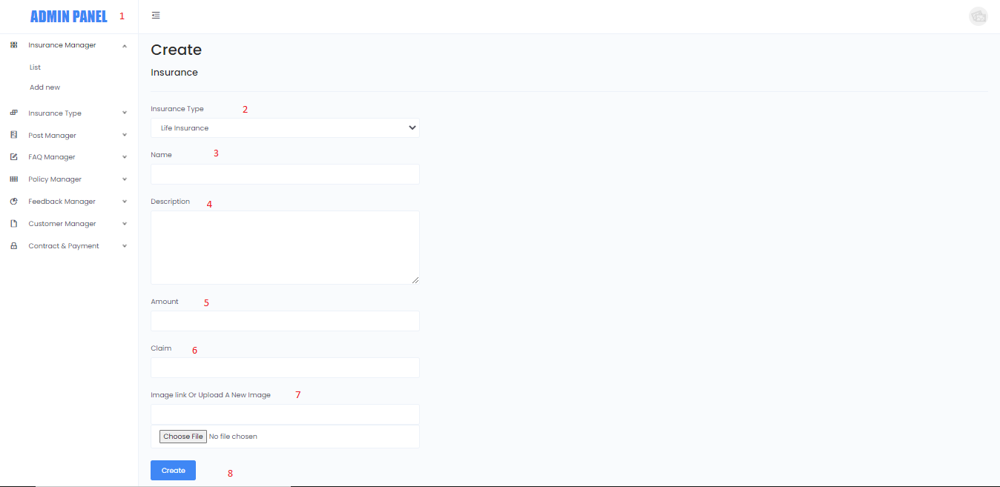 ADMIN PANEL 1
Insurance Manager
List
Add new
Insurance Type
Post Manager
FAQ Manager
Policy Manager
Feedback Manager
Customer Manager
Contract & Payment
Create
Insurance
Insurance Type 2
Life Insurance
Name 3
Description 4
Amount 5
Claim 6
Image link Or Upload A New Image 7
Choose File No file chosen
Create 8